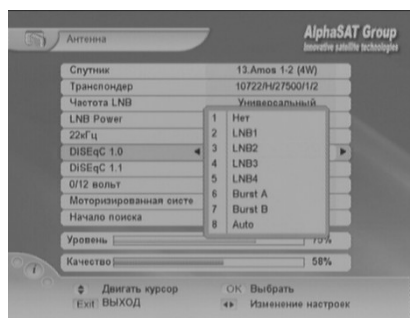 Антенна
AlphaSAT Group
Innovative satellite technologies
Спутник 13.Amos 1-2 (4W)
Транспондер 10722/H/27500/1/2
Частота LNB Универсальный
LNB Power
22кГц
DiSEqC 1.0
DiSEqC 1.1
0/12 вольт
Моторизированная систе
Начало поиска
1 Нет
2 LNB1
3 LNB2
4 LNB3
5 LNB4
6 Burst A
7 Burst B
8 Auto
Уровень 75%
Качество 58%
Двигать курсор OK Выбрать
Exit ВЫХОД Изменение настроек